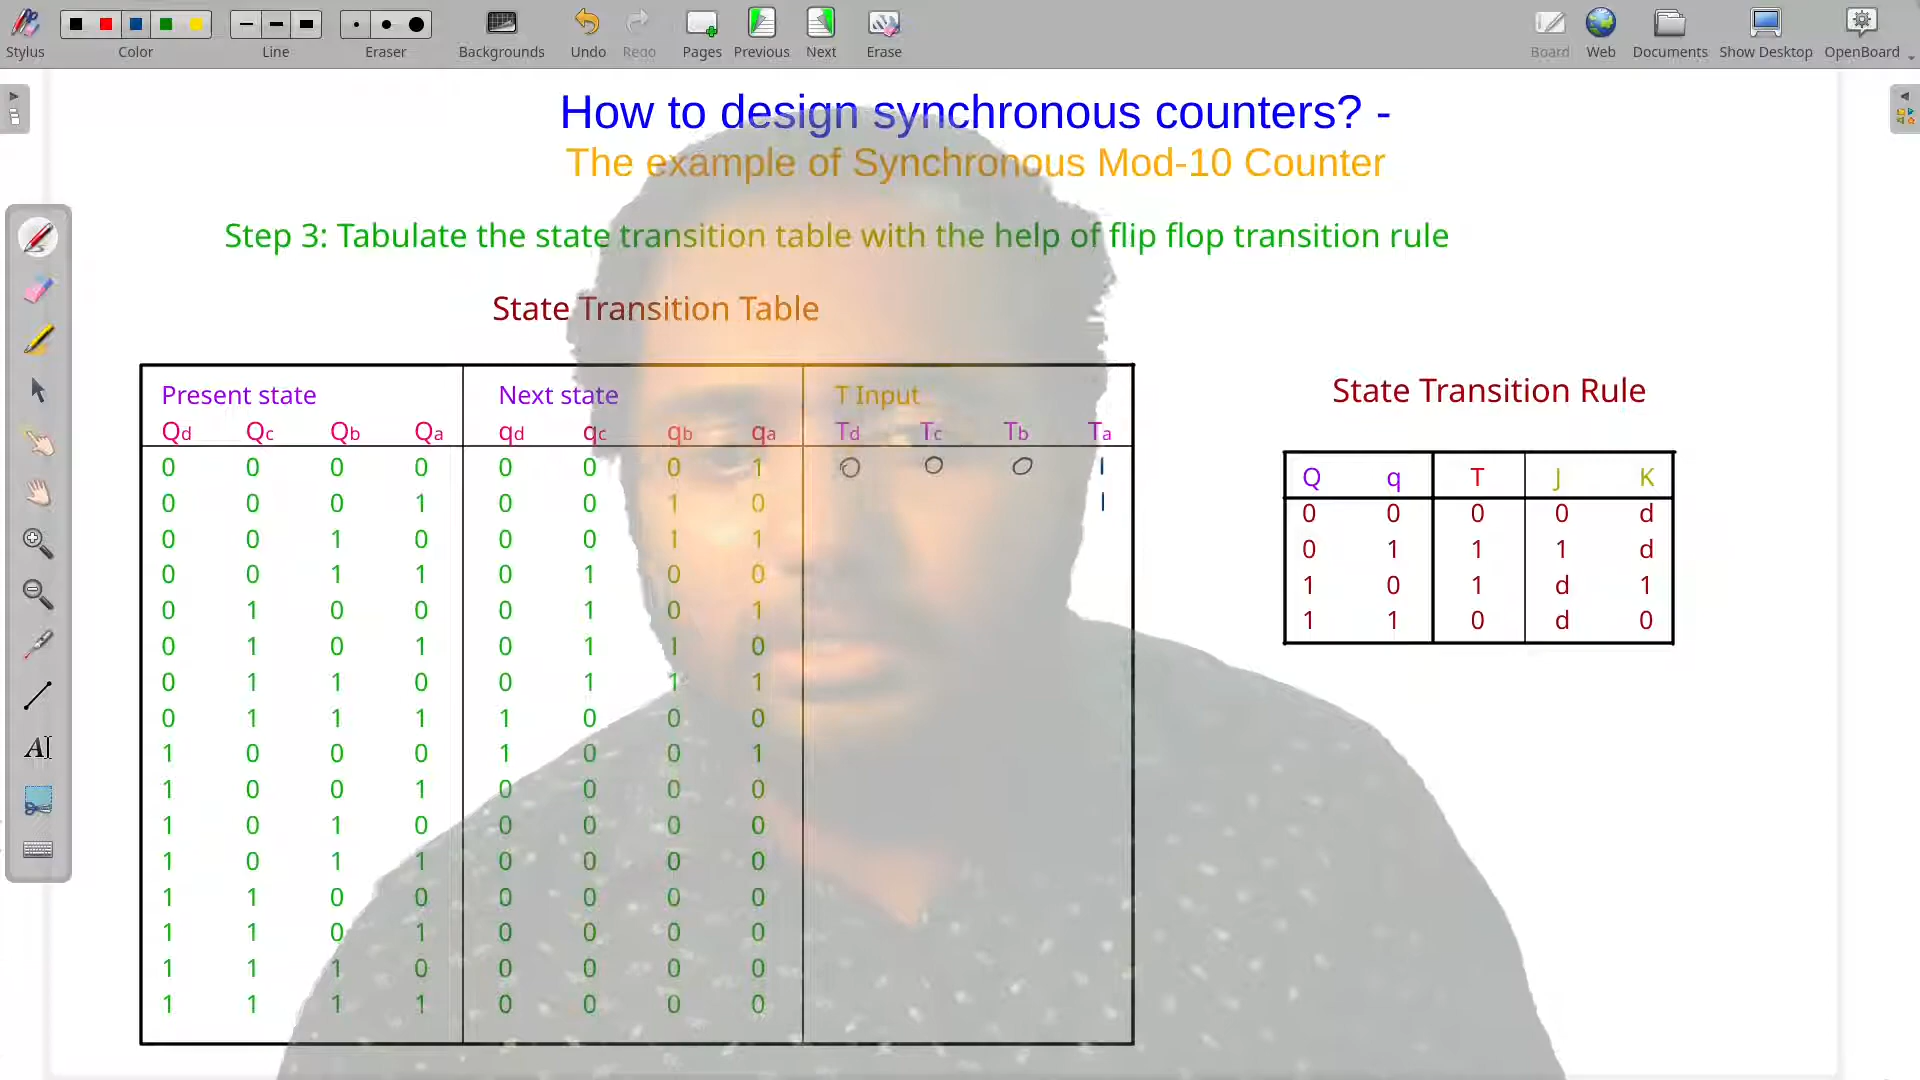 Stylus Color Line Eraser Backgrounds Undo Redo Pages Previous Next Erase Board Web Documents Show Desktop OpenBoard
How to design synchronous counters? -
The example of Synchronous Mod-10 Counter
Step 3: Tabulate the state transition table with the help of flip flop transition rule
State Transition Table
Present state Next state T Input
Qd Qc Qb Qa qd qc qb qa Td Tc Tb Ta
0 0 0 0 0 0 0 1 0 0 0 1
0 0 0 1 0 0 1 0 1
0 0 1 0 0 0 1 1
0 0 1 1 0 1 0 0
0 1 0 0 0 1 0 1
0 1 0 1 0 1 1 0
0 1 1 0 0 1 1 1
0 1 1 1 1 0 0 0
1 0 0 0 1 0 0 1
1 0 0 1 0 0 0 0
1 0 1 0 0 0 0 0
1 0 1 1 0 0 0 0
1 1 0 0 0 0 0 0
1 1 0 1 0 0 0 0
1 1 1 0 0 0 0 0
1 1 1 1 0 0 0 0
State Transition Rule
Q q T J K
0 0 0 0 d
0 1 1 1 d
1 0 1 d 1
1 1 0 d 0